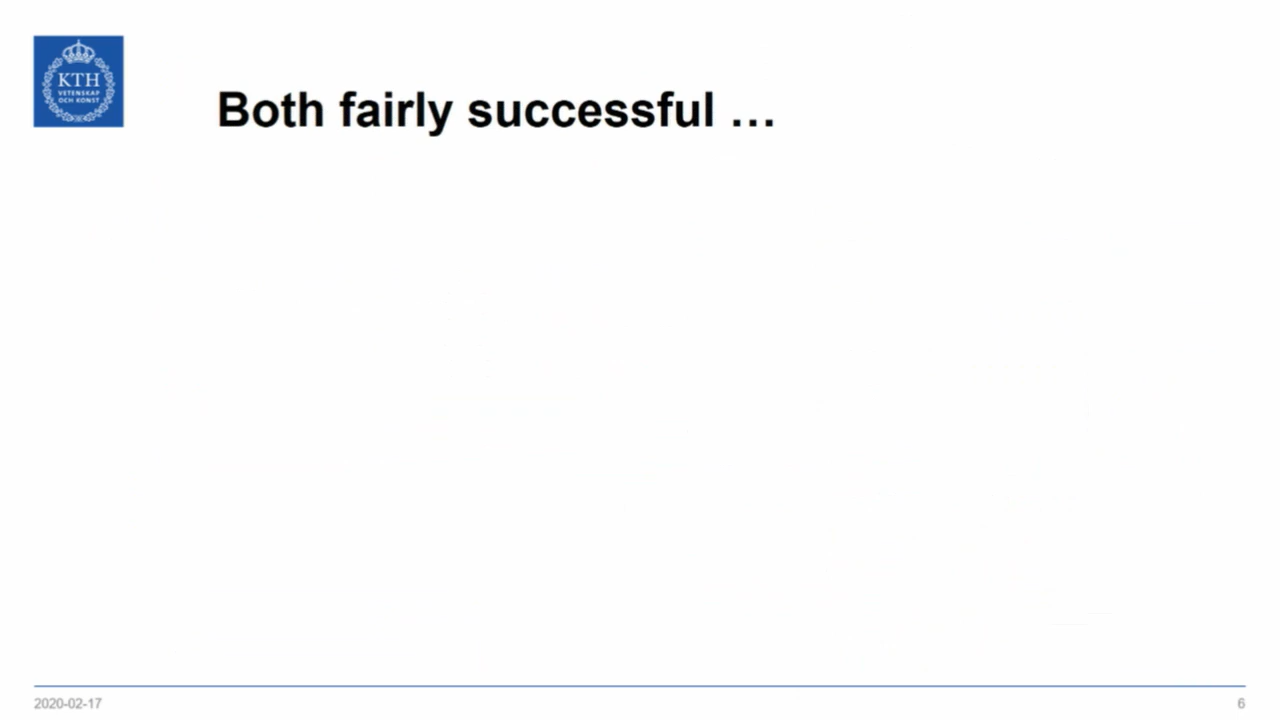 KTH
VETENSKAP
OCH KONST
Both fairly successful …
2020-02-17
6